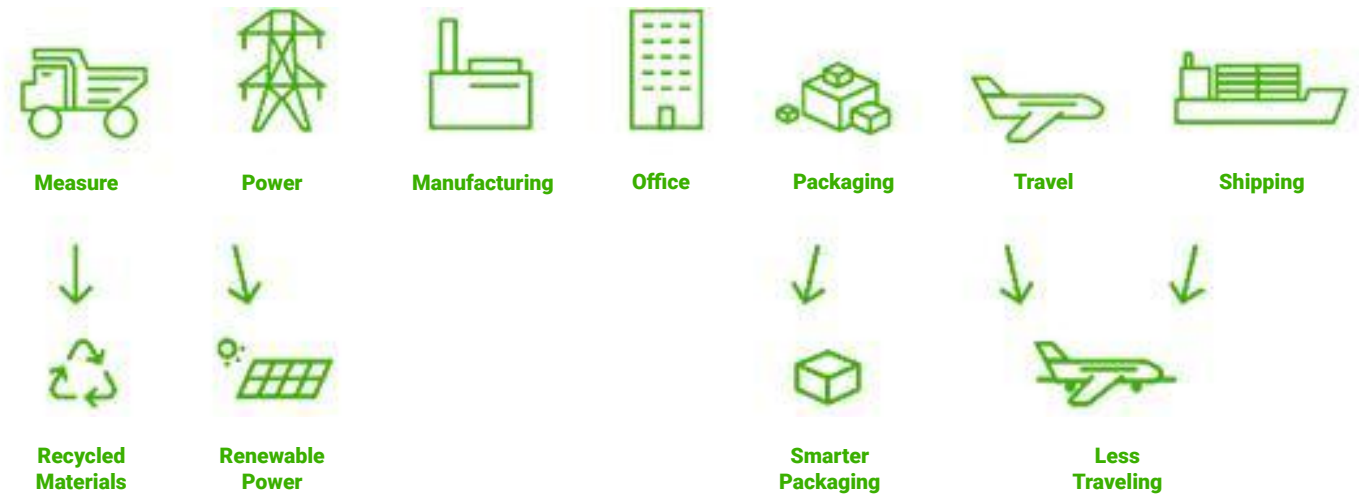 Measure
Power
Manufacturing
Office
Packaging
Travel
Shipping
Recycled
Materials
Renewable
Power
Smarter
Packaging
Less
Traveling